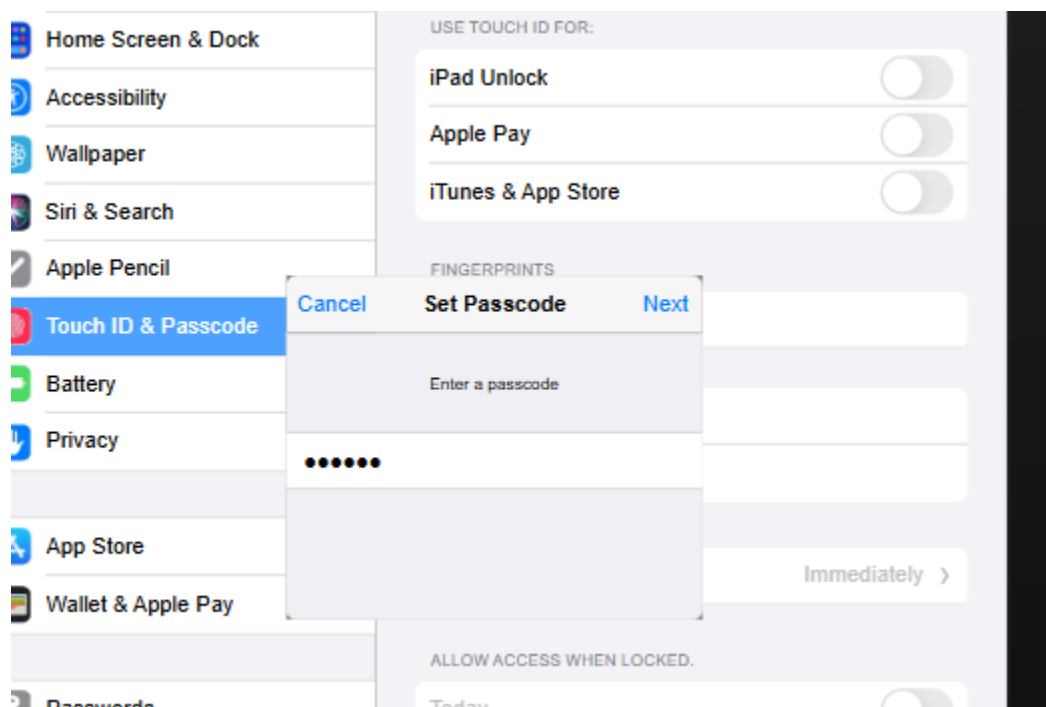 Home Screen & Dock
Accessibility
Wallpaper
Siri & Search
Apple Pencil
Touch ID & Passcode
Battery
Privacy
App Store
Wallet & Apple Pay
Passwords
USE TOUCH ID FOR:
iPad Unlock
Apple Pay
iTunes & App Store
FINGERPRINTS
Cancel Set Passcode Next
Enter a passcode
••••••
Immediately
ALLOW ACCESS WHEN LOCKED.
Today